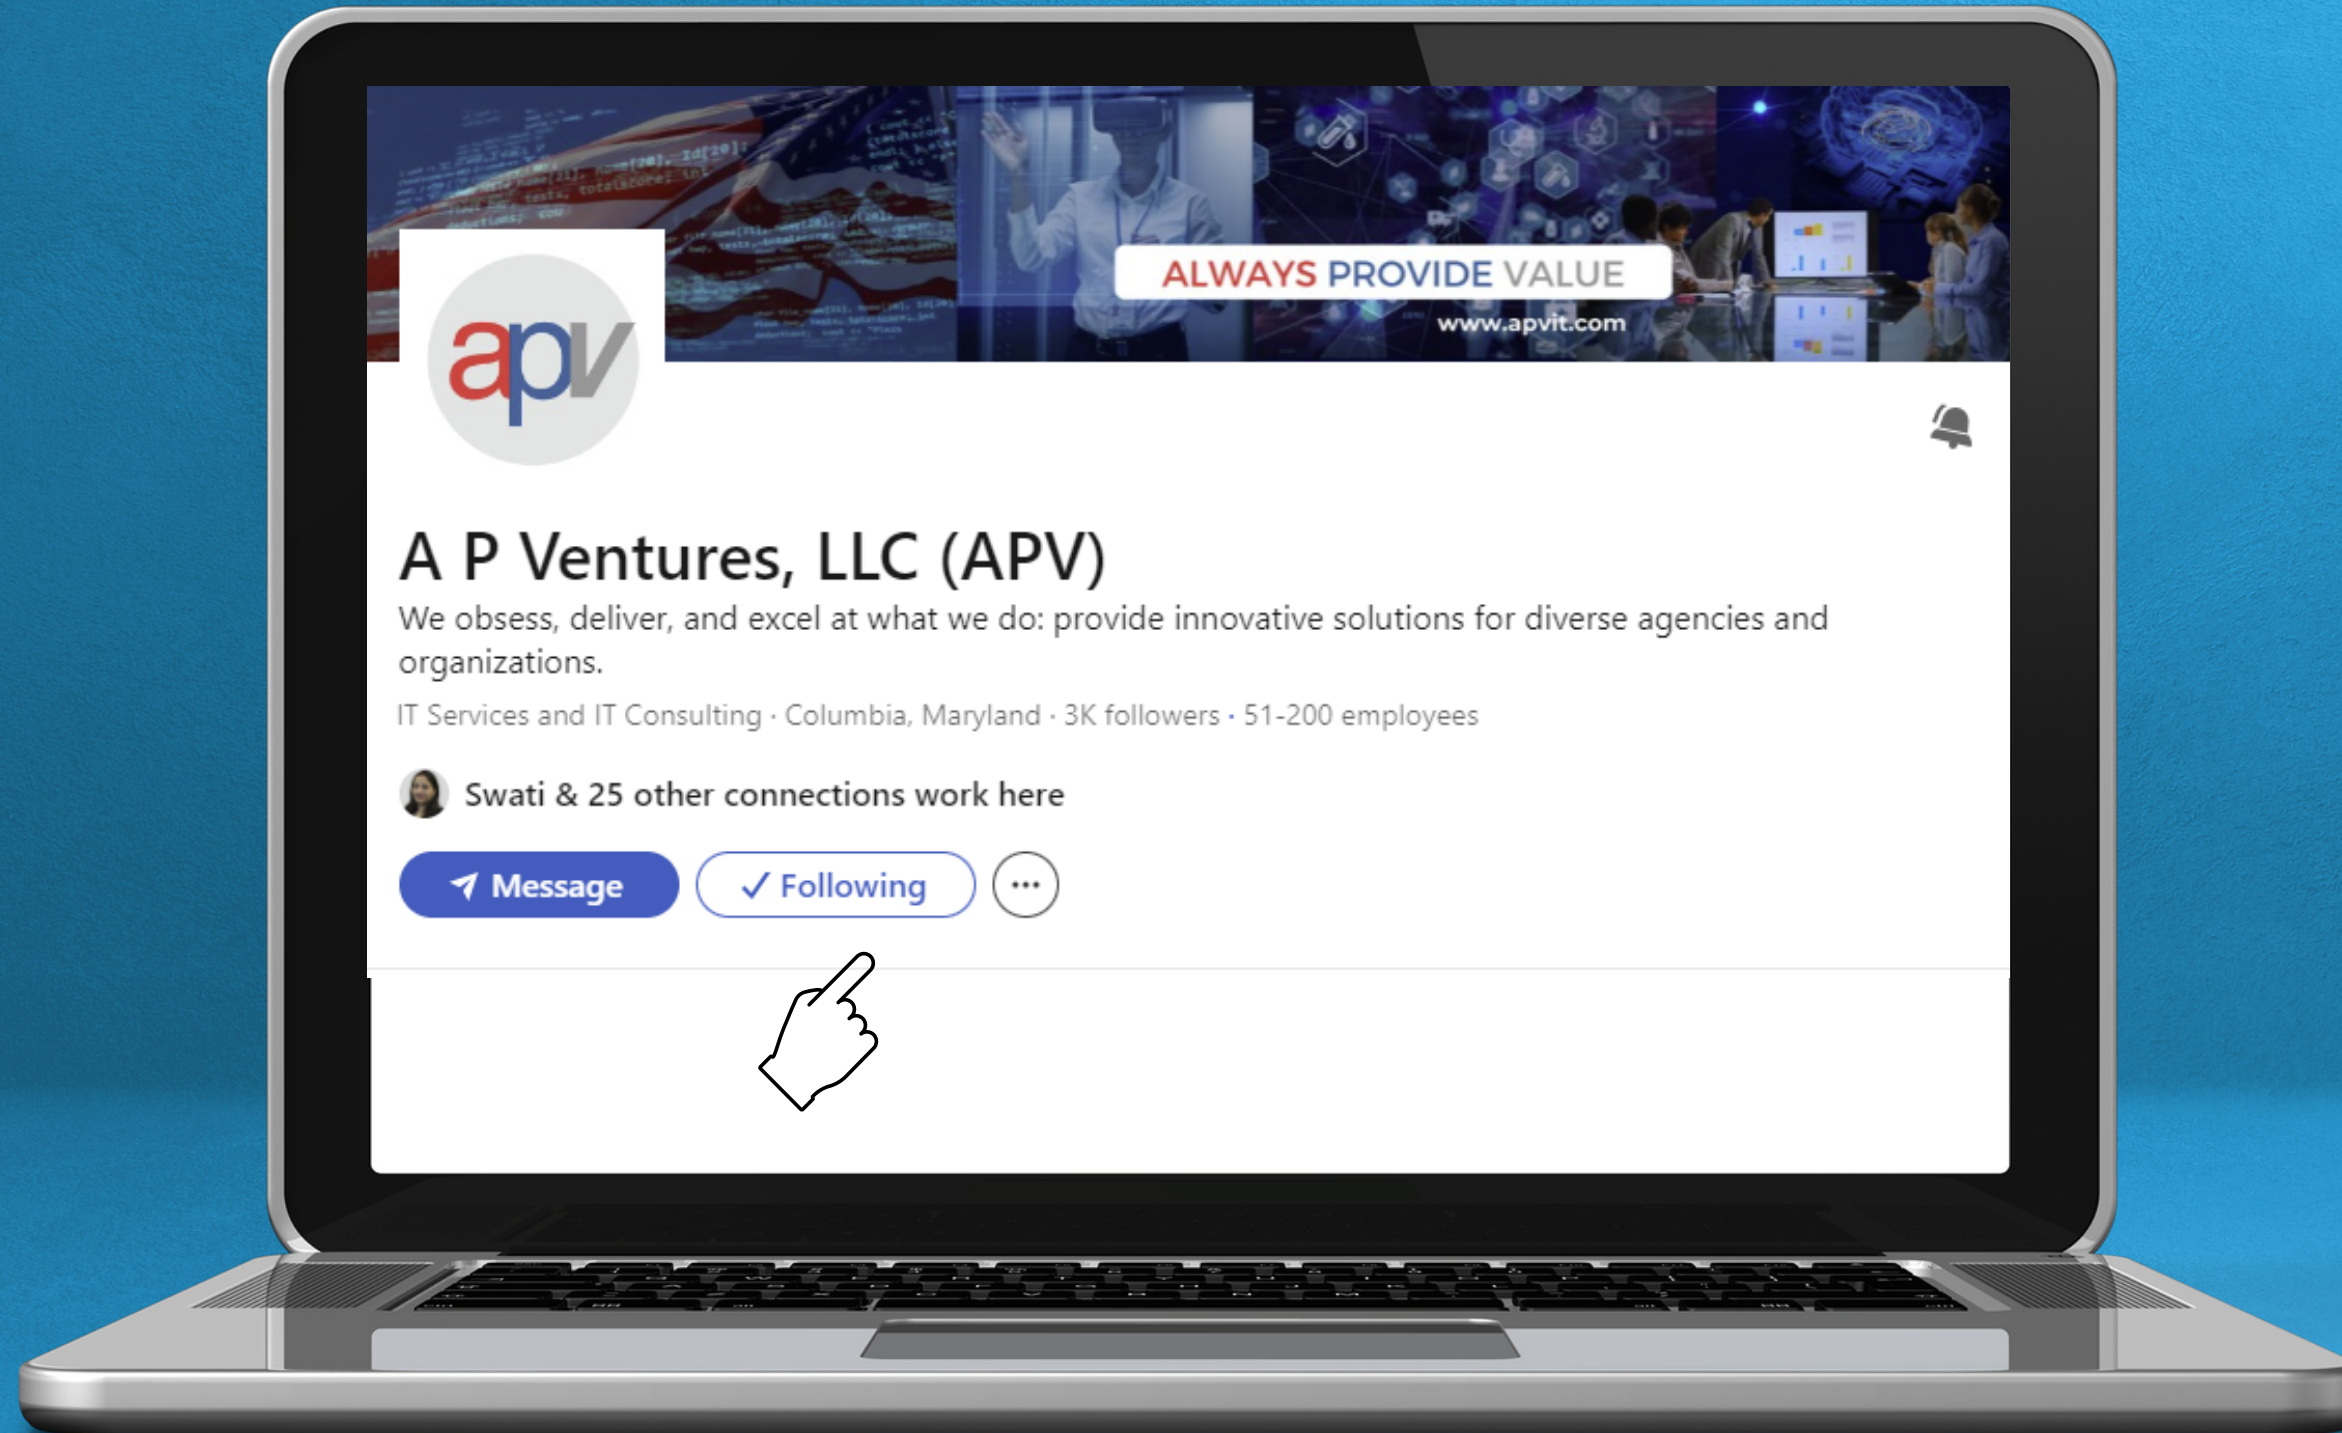 ALWAYS PROVIDE VALUE
www.apvit.com
apv
A P Ventures, LLC (APV)
We obsess, deliver, and excel at what we do: provide innovative solutions for diverse agencies and
organizations.
IT Services and IT Consulting · Columbia, Maryland · 3K followers · 51-200 employees
Swati & 25 other connections work here
Message
Following